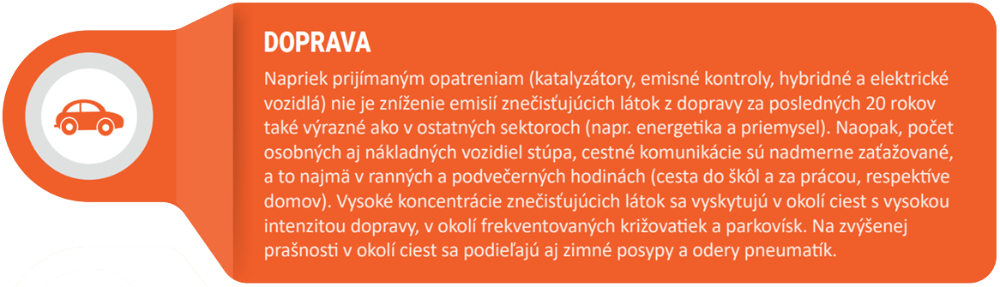 DOPRAVA
Napriek prijímaným opatreniam (katalyzátory, emisné kontroly, hybridné a elektrické
vozidlá) nie je zníženie emisií znečisťujúcich látok z dopravy za posledných 20 rokov
také výrazné ako v ostatných sektoroch (napr. energetika a priemysel). Naopak, počet
osobných aj nákladných vozidiel stúpa, cestné komunikácie sú nadmerne zaťažované,
a to najmä v ranných a podvečerných hodinách (cesta do škôl a za prácou, respektíve
domov). Vysoké koncentrácie znečisťujúcich látok sa vyskytujú v okolí ciest s vysokou
intenzitou dopravy, v okolí frekventovaných križovatiek a parkovísk. Na zvýšenej
prašnosti v okolí ciest sa podieľajú aj zimné posypy a odery pneumatík.